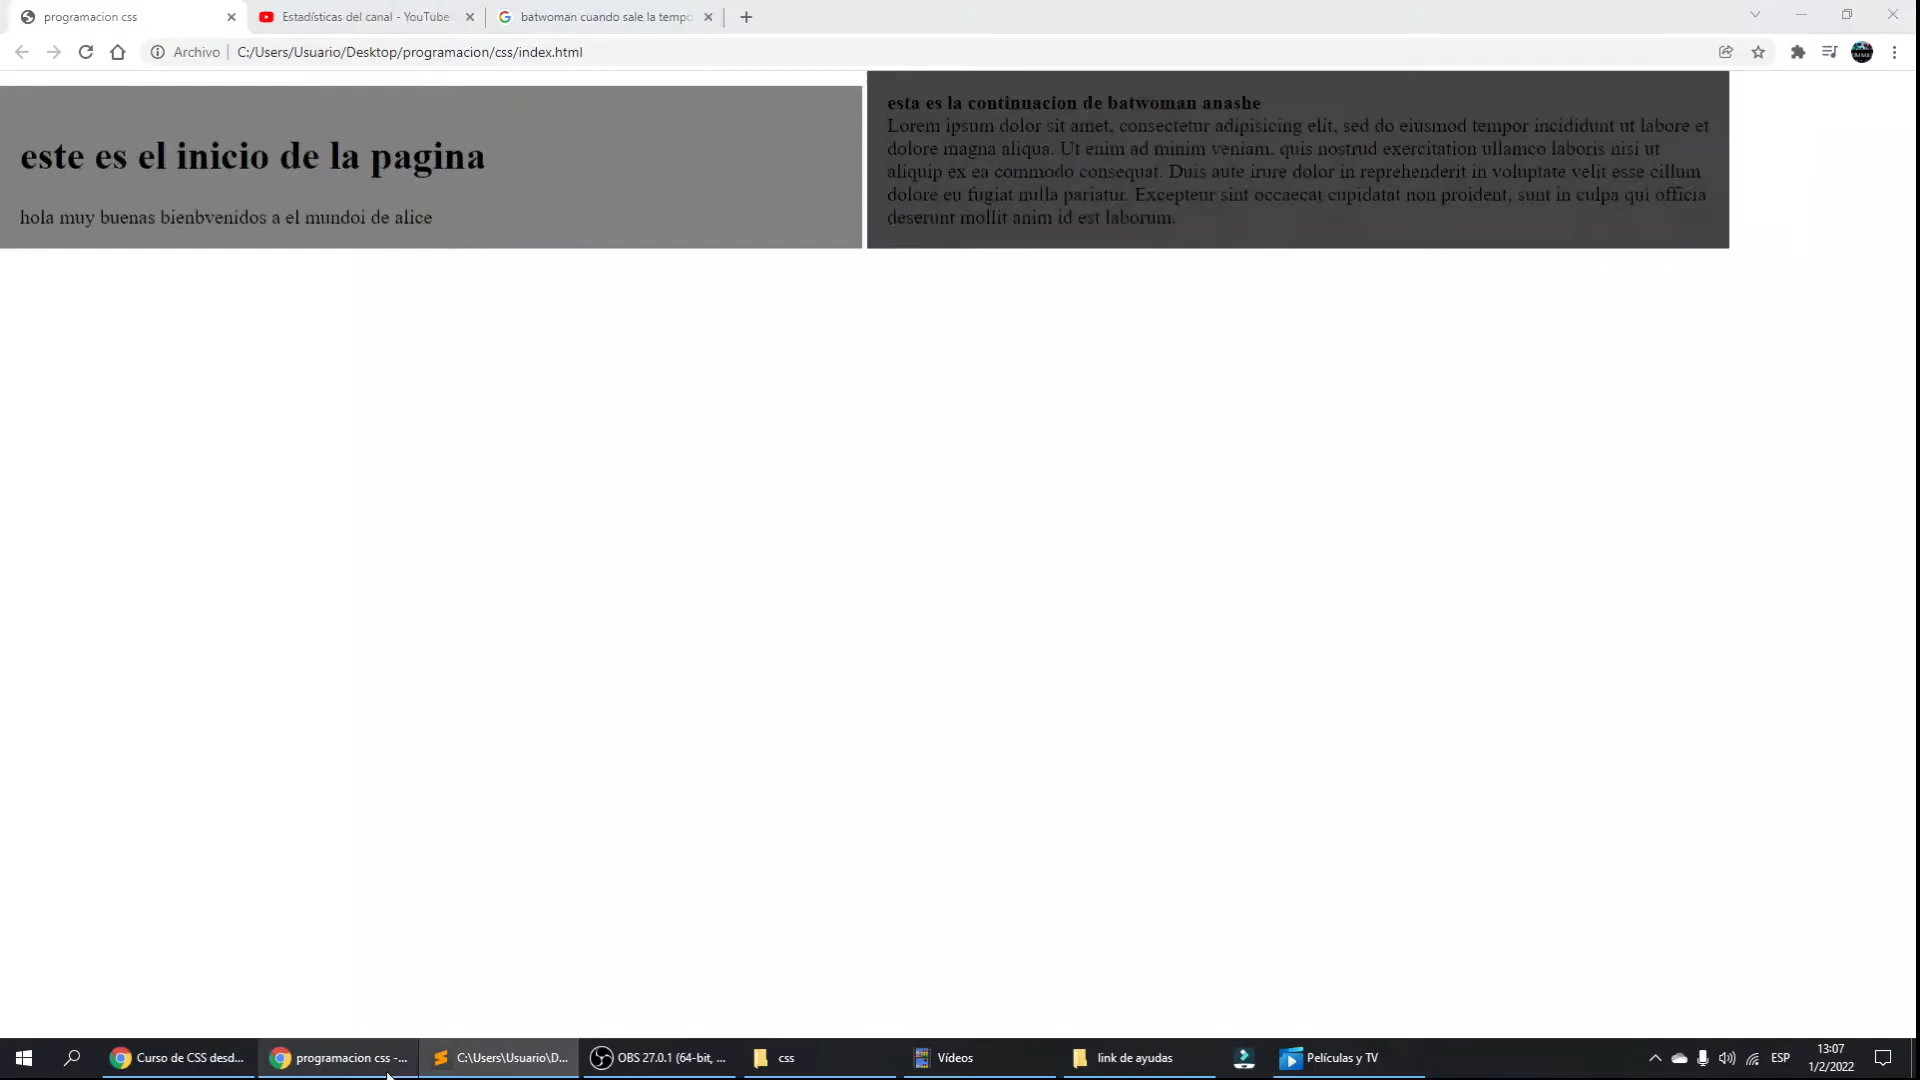 programacion css
Estadísticas del canal - YouTube
batwoman cuando sale la tempo
Archivo
C:/Users/Usuario/Desktop/programacion/css/index.html
este es el inicio de la pagina
hola muy buenas bienbvenidos a el mundoi de alice
esta es la continuacion de batwoman anashe
Lorem ipsum dolor sit amet, consectetur adipisicing elit, sed do eiusmod tempor incididunt ut labore et
dolore magna aliqua. Ut enim ad minim veniam, quis nostrud exercitation ullamco laboris nisi ut
aliquip ex ea commodo consequat. Duis aute irure dolor in reprehenderit in voluptate velit esse cillum
dolore eu fugiat nulla pariatur. Excepteur sint occaecat cupidatat non proident, sunt in culpa qui officia
deserunt mollit anim id est laborum.
Curso de CSS desd...
programacion css -...
C:\Users\Usuario\D...
OBS 27.0.1 (64-bit, ...
css
Vídeos
link de ayudas
Películas y TV
ESP
13:07
1/2/2022